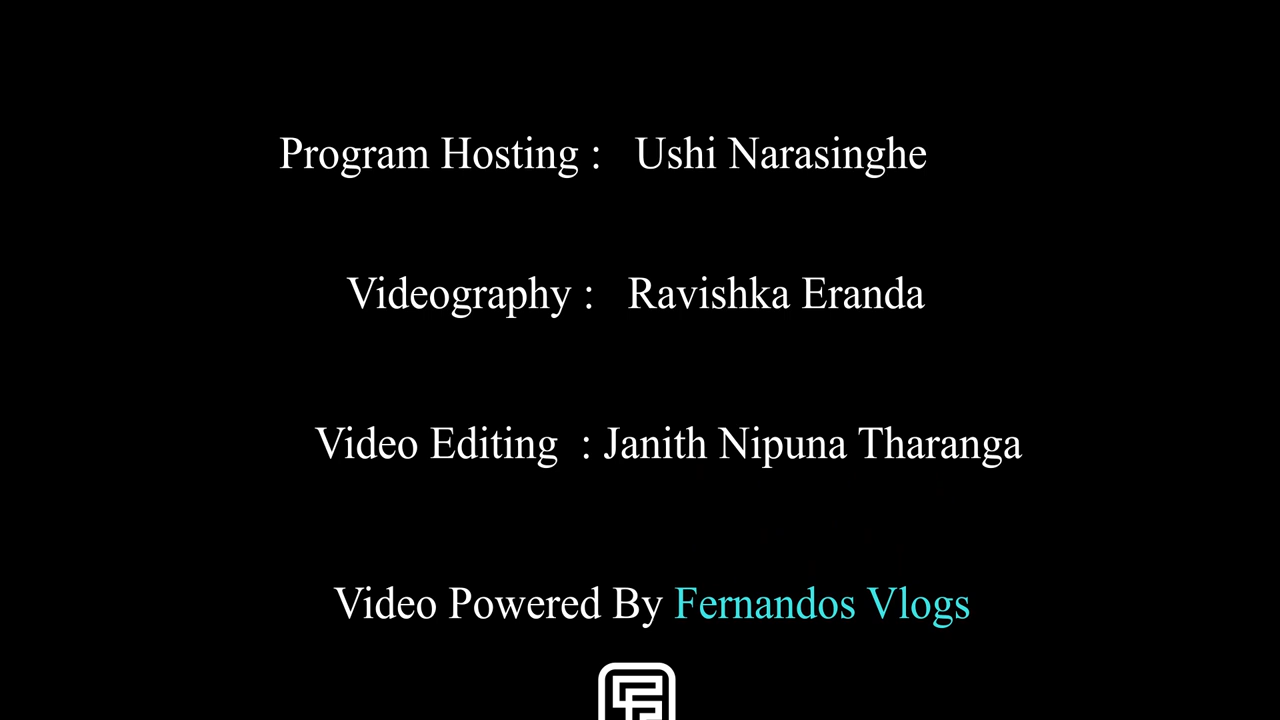 Program Hosting :   Ushi Narasinghe
Videography :   Ravishka Eranda
Video Editing  : Janith Nipuna Tharanga
Video Powered By Fernandos Vlogs